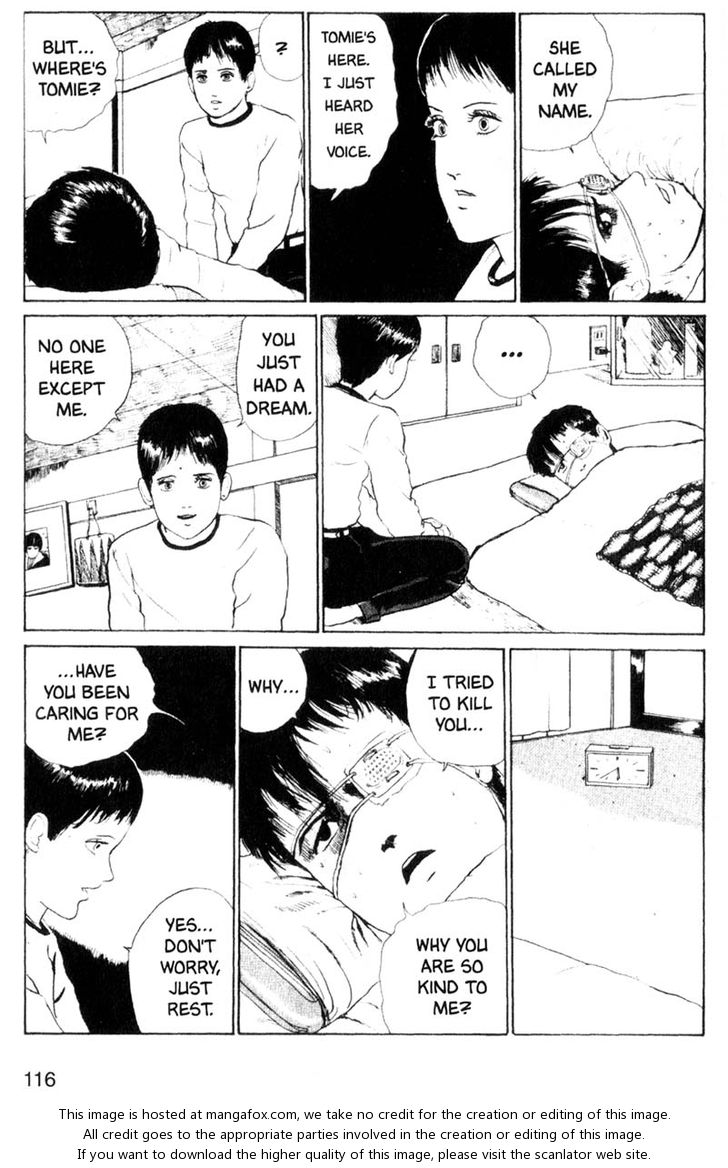 BUT...
WHERE'S
TOMIE?
?
TOMIE'S
HERE.
I JUST
HEARD
HER
VOICE.
SHE
CALLED
MY
NAME.
NO ONE
HERE
EXCEPT
ME.
YOU
JUST
HAD A
DREAM.
...
...HAVE
YOU BEEN
CARING FOR
ME?
YES...
DON'T
WORRY,
JUST
REST.
WHY...
I TRIED
TO KILL
YOU...
WHY YOU
ARE SO
KIND TO
ME?
116
This image is hosted at mangafox.com, we take no credit for the creation or editing of this image.
All credit goes to the appropriate parties involved in the creation or editing of this image.
If you want to download the higher quality of this image, please visit the scanlator web site.